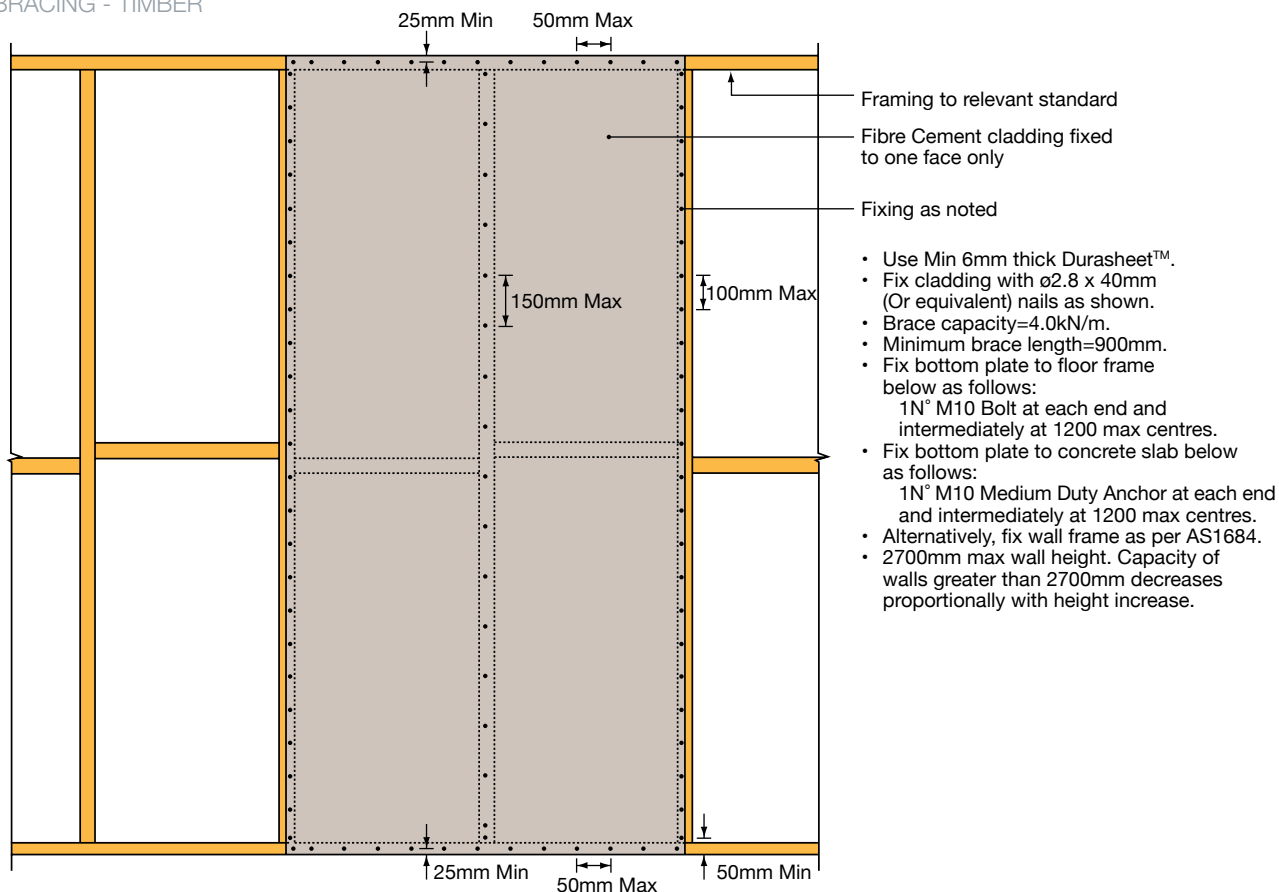 BRACING - TIMBER
25mm Min
50mm Max
Framing to relevant standard
Fibre Cement cladding fixed
to one face only
Fixing as noted
150mm Max
100mm Max
• Use Min 6mm thick Durasheet™.
• Fix cladding with ø2.8 x 40mm
(Or equivalent) nails as shown.
• Brace capacity=4.0kN/m.
• Minimum brace length=900mm.
• Fix bottom plate to floor frame
below as follows:
1N° M10 Bolt at each end and
intermediately at 1200 max centres.
• Fix bottom plate to concrete slab below
as follows:
1N° M10 Medium Duty Anchor at each end
and intermediately at 1200 max centres.
• Alternatively, fix wall frame as per AS1684.
• 2700mm max wall height. Capacity of
walls greater than 2700mm decreases
proportionally with height increase.
25mm Min
50mm Max
50mm Min